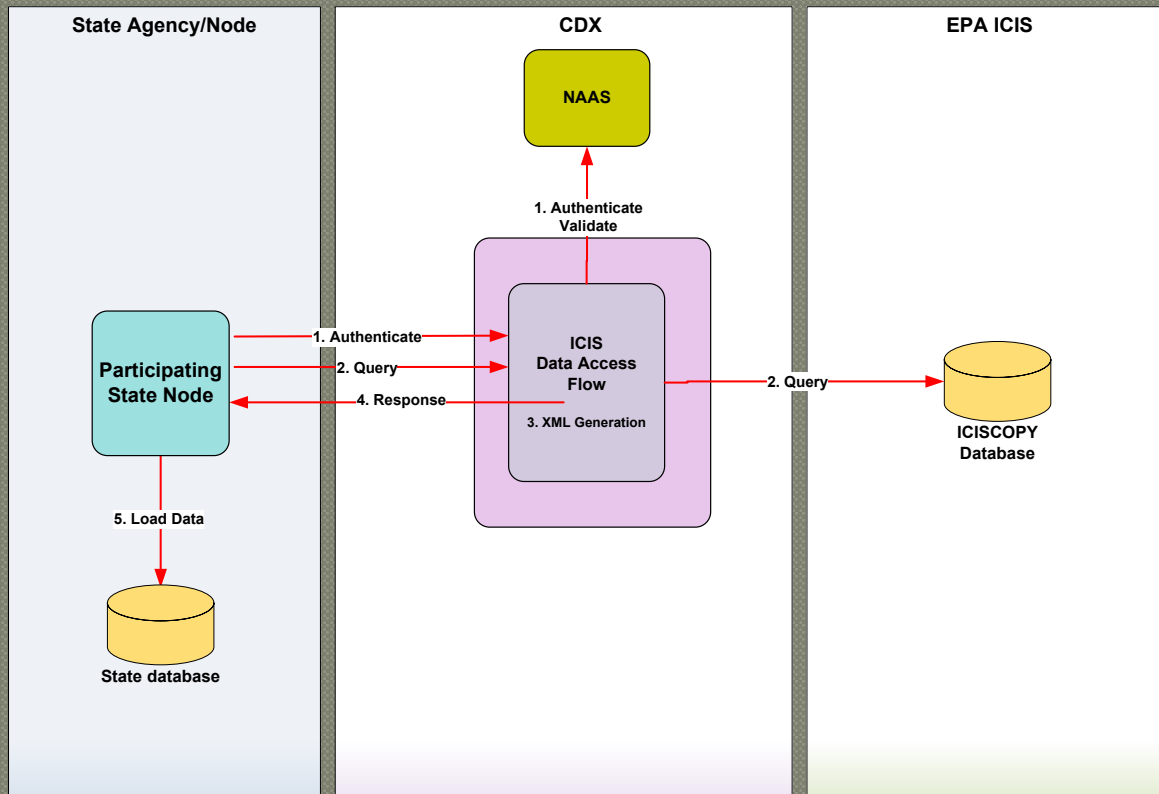 State Agency/Node
CDX
EPA ICIS
NAAS
1. Authenticate
Validate
Participating
State Node
1. Authenticate
2. Query
4. Response
ICIS
Data Access
Flow
3. XML Generation
2. Query
ICISCOPY
Database
5. Load Data
State database